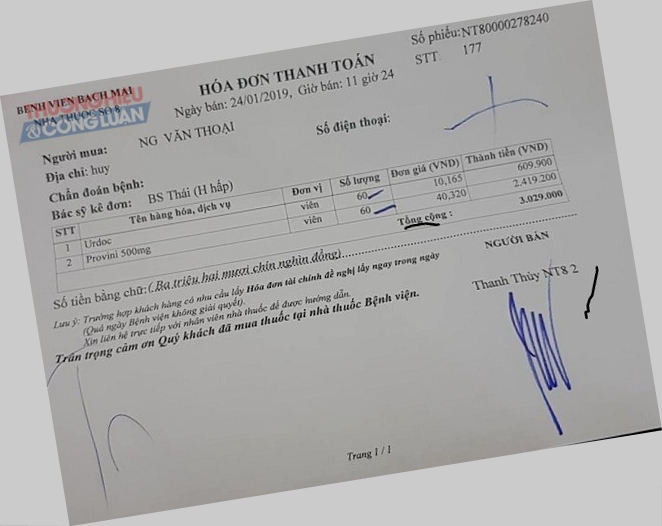 Số phiếu:NT80000278240
STT: 177
BỆNH VIỆN BẠCH MAI
NHÀ THUỐC SỐ 8
THƯƠNG HIỆU
& CÔNG LUẬN
HÓA ĐƠN THANH TOÁN
Ngày bán: 24/01/2019, Giờ bán: 11 giờ 24
Người mua: NG VĂN THOẠI
Số điện thoại:
Địa chỉ: huy
Chẩn đoán bệnh:
Bác sỹ kê đơn: BS Thái (H hấp)
STT Tên hàng hóa, dịch vụ Đơn vị Số lượng Đơn giá (VND) Thành tiền (VND)
1 Urdoc viên 60 10,165 609.900
2 Provini 500mg viên 60 40,320 2.419.200
Tổng cộng : 3.029.000
Số tiền bằng chữ:( Ba triệu hai mươi chín nghìn đồng)
Lưu ý: Trường hợp khách hàng có nhu cầu lấy Hóa đơn tài chính đề nghị lấy ngay trong ngày
(Quá ngày Bệnh viện không giải quyết).
Xin liên hệ trực tiếp với nhân viên nhà thuốc để được hướng dẫn.
Trân trọng cảm ơn Quý khách đã mua thuốc tại nhà thuốc Bệnh viện.
NGƯỜI BÁN
Thanh Thủy NT8 2
Trang 1 / 1